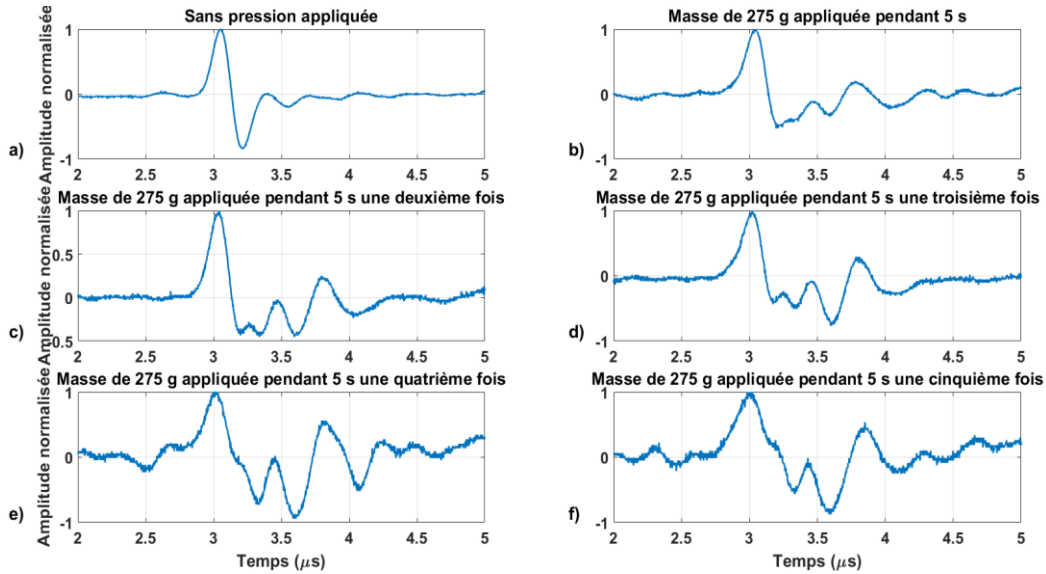 Sans pression appliquée
Amplitude normalisée
1
0
-1
a)
2 2.5 3 3.5 4 4.5 5
Masse de 275 g appliquée pendant 5 s
1
0
-1
b)
2 2.5 3 3.5 4 4.5 5
Masse de 275 g appliquée pendant 5 s une deuxième fois
Amplitude normalisée
1
0.5
0
0.5
c)
2 2.5 3 3.5 4 4.5 5
Masse de 275 g appliquée pendant 5 s une troisième fois
1
0
-1
d)
2 2.5 3 3.5 4 4.5 5
Masse de 275 g appliquée pendant 5 s une quatrième fois
Amplitude normalisée
1
0
-1
e)
2 2.5 3 3.5 4 4.5 5
Temps (μs)
Masse de 275 g appliquée pendant 5 s une cinquième fois
1
0
-1
f)
2 2.5 3 3.5 4 4.5 5
Temps (μs)